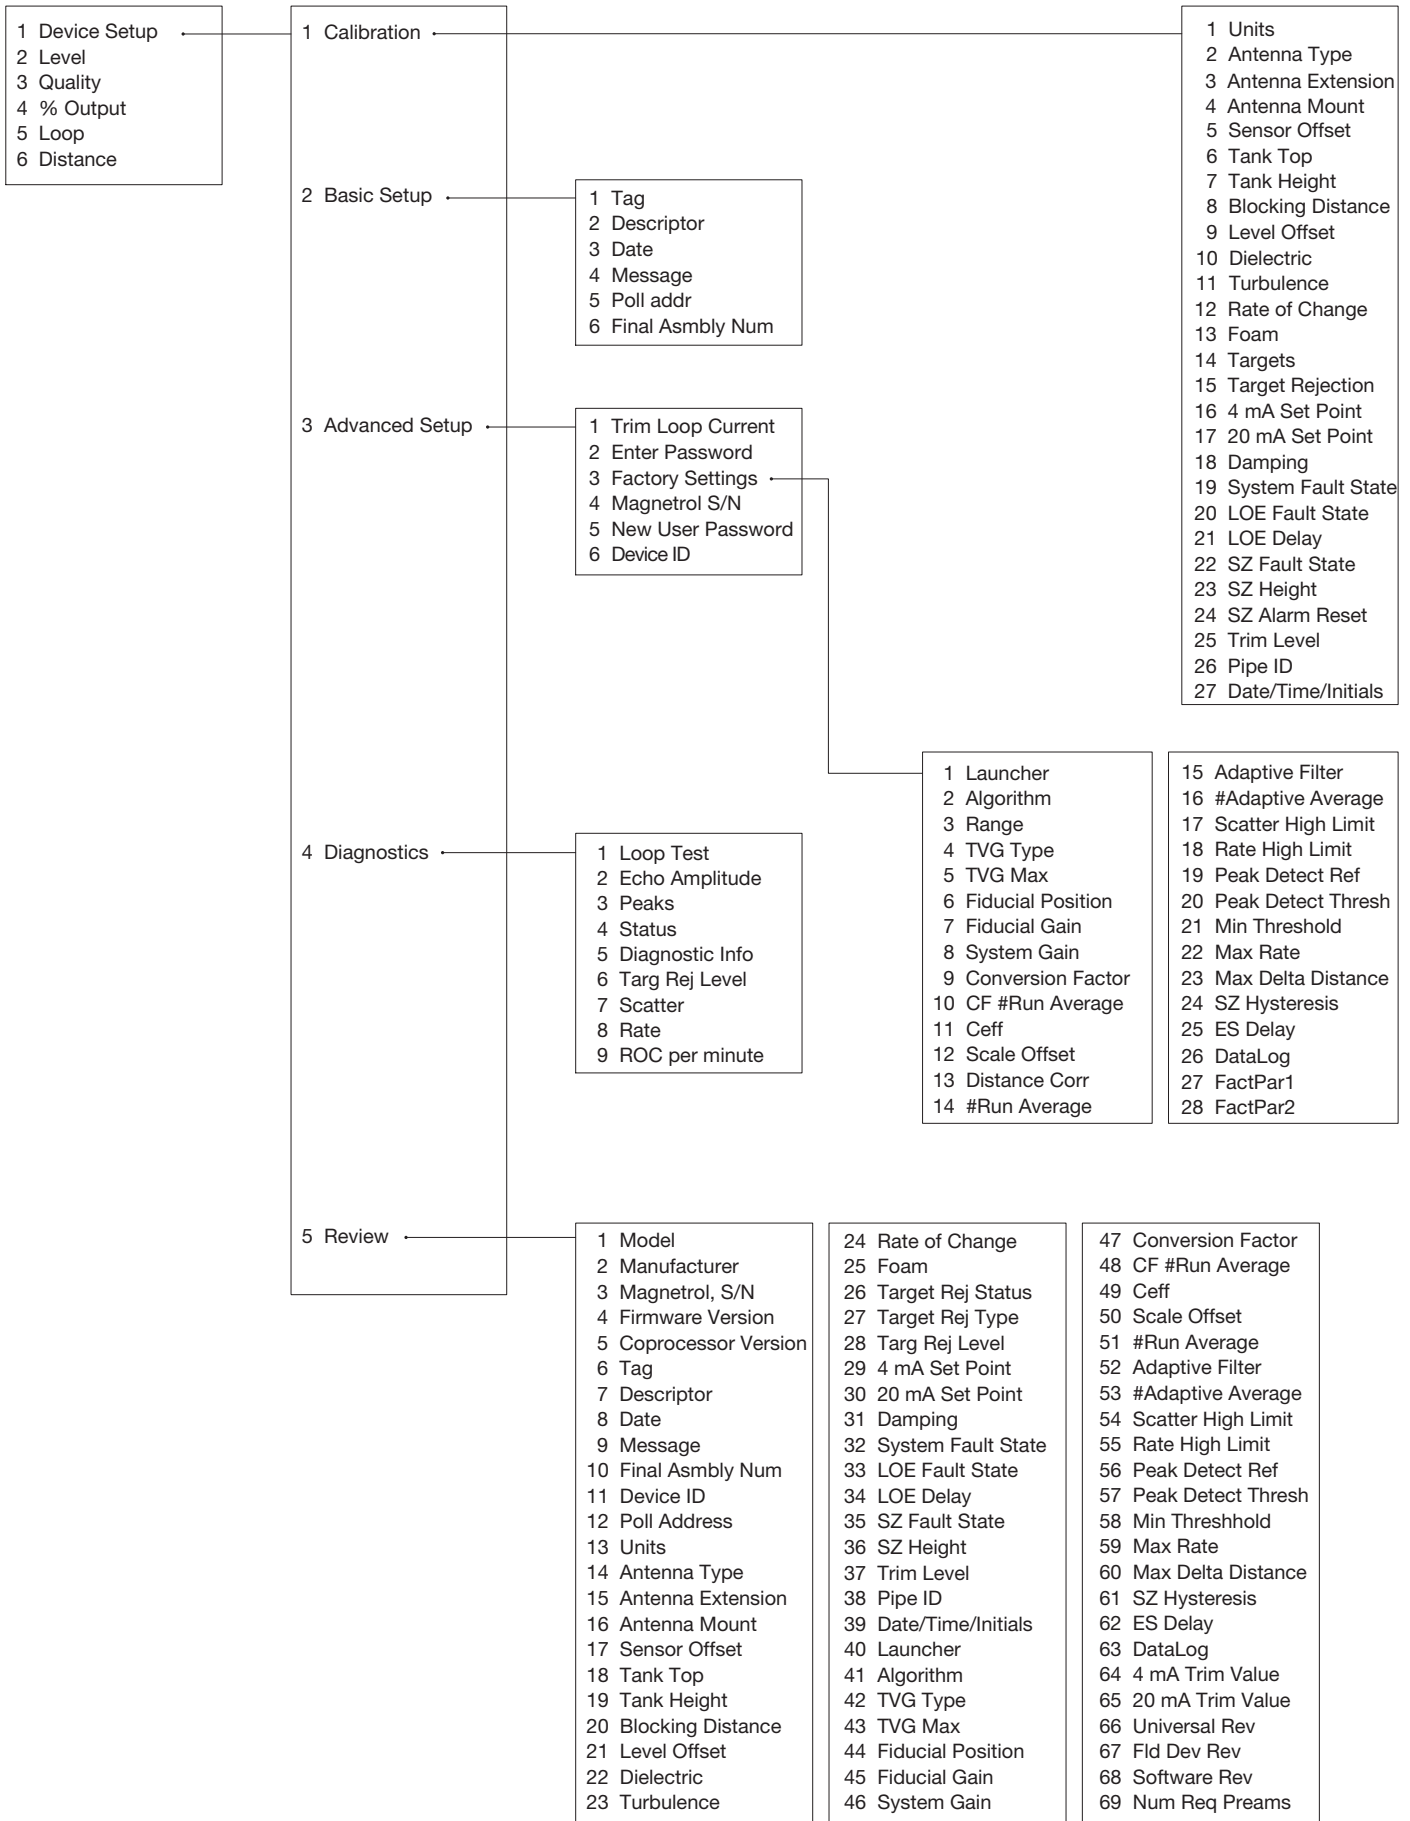 1 Device Setup
2 Level
3 Quality
4 % Output
5 Loop
6 Distance
1 Calibration
2 Basic Setup
3 Advanced Setup
4 Diagnostics
5 Review
1 Units
2 Antenna Type
3 Antenna Extension
4 Antenna Mount
5 Sensor Offset
6 Tank Top
7 Tank Height
8 Blocking Distance
9 Level Offset
10 Dielectric
11 Turbulence
12 Rate of Change
13 Foam
14 Targets
15 Target Rejection
16 4 mA Set Point
17 20 mA Set Point
18 Damping
19 System Fault State
20 LOE Fault State
21 LOE Delay
22 SZ Fault State
23 SZ Height
24 SZ Alarm Reset
25 Trim Level
26 Pipe ID
27 Date/Time/Initials
1 Tag
2 Descriptor
3 Date
4 Message
5 Poll addr
6 Final Asmbly Num
1 Trim Loop Current
2 Enter Password
3 Factory Settings
4 Magnetrol S/N
5 New User Password
6 Device ID
1 Launcher
2 Algorithm
3 Range
4 TVG Type
5 TVG Max
6 Fiducial Position
7 Fiducial Gain
8 System Gain
9 Conversion Factor
10 CF #Run Average
11 Ceff
12 Scale Offset
13 Distance Corr
14 #Run Average
15 Adaptive Filter
16 #Adaptive Average
17 Scatter High Limit
18 Rate High Limit
19 Peak Detect Ref
20 Peak Detect Thresh
21 Min Threshold
22 Max Rate
23 Max Delta Distance
24 SZ Hysteresis
25 ES Delay
26 DataLog
27 FactPar1
28 FactPar2
1 Loop Test
2 Echo Amplitude
3 Peaks
4 Status
5 Diagnostic Info
6 Targ Rej Level
7 Scatter
8 Rate
9 ROC per minute
1 Model
2 Manufacturer
3 Magnetrol, S/N
4 Firmware Version
5 Coprocessor Version
6 Tag
7 Descriptor
8 Date
9 Message
10 Final Asmbly Num
11 Device ID
12 Poll Address
13 Units
14 Antenna Type
15 Antenna Extension
16 Antenna Mount
17 Sensor Offset
18 Tank Top
19 Tank Height
20 Blocking Distance
21 Level Offset
22 Dielectric
23 Turbulence
24 Rate of Change
25 Foam
26 Target Rej Status
27 Target Rej Type
28 Targ Rej Level
29 4 mA Set Point
30 20 mA Set Point
31 Damping
32 System Fault State
33 LOE Fault State
34 LOE Delay
35 SZ Fault State
36 SZ Height
37 Trim Level
38 Pipe ID
39 Date/Time/Initials
40 Launcher
41 Algorithm
42 TVG Type
43 TVG Max
44 Fiducial Position
45 Fiducial Gain
46 System Gain
47 Conversion Factor
48 CF #Run Average
49 Ceff
50 Scale Offset
51 #Run Average
52 Adaptive Filter
53 #Adaptive Average
54 Scatter High Limit
55 Rate High Limit
56 Peak Detect Ref
57 Peak Detect Thresh
58 Min Threshhold
59 Max Rate
60 Max Delta Distance
61 SZ Hysteresis
62 ES Delay
63 DataLog
64 4 mA Trim Value
65 20 mA Trim Value
66 Universal Rev
67 Fld Dev Rev
68 Software Rev
69 Num Req Preams